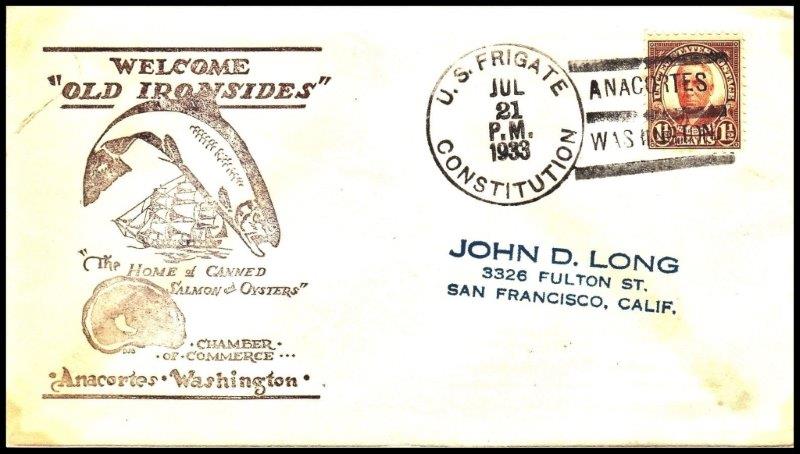 WELCOME
"OLD IRONSIDES"
"The
HOME of CANNED
SALMON and OYSTERS"
· CHAMBER ·
· OF · COMMERCE · · ·
· Anacortes · Washington ·
U.S. FRIGATE
JUL
21
P.M.
1933
CONSTITUTION
ANACORTES,
WASHINGTON
JOHN D. LONG
3326 FULTON ST.
SAN FRANCISCO, CALIF.